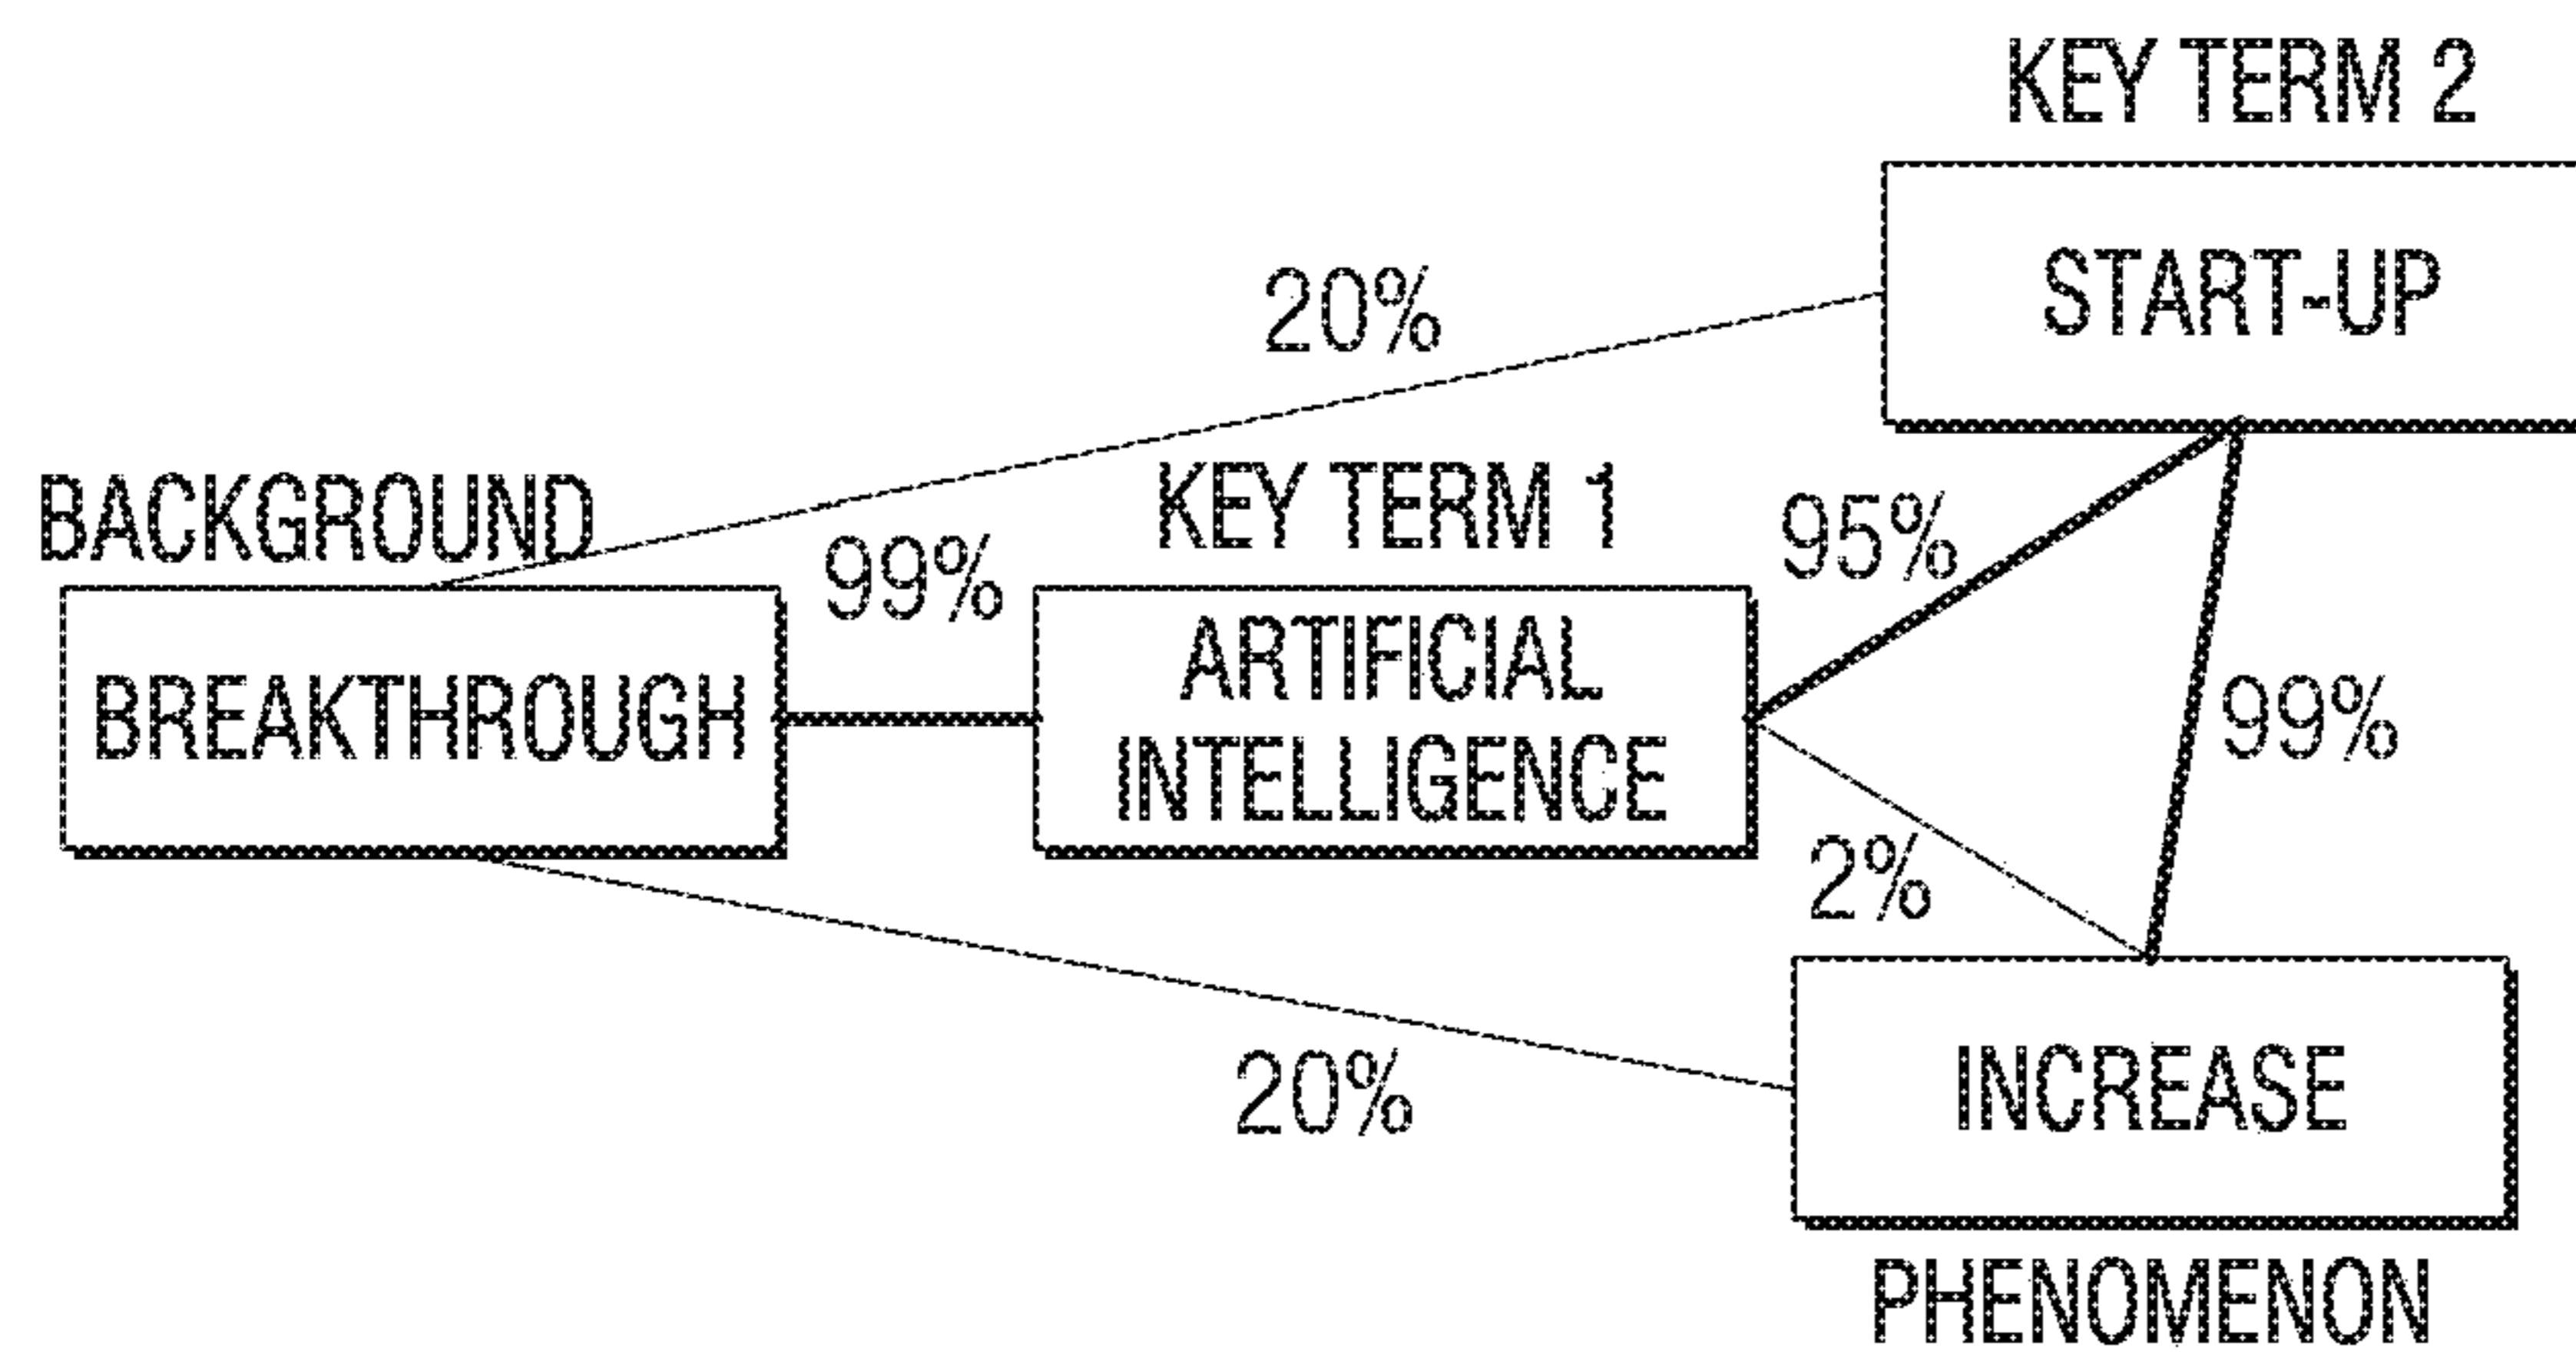 KEY TERM 2
START-UP
20%
BACKGROUND
99%
KEY TERM 1
95%
BREAKTHROUGH
ARTIFICIAL
INTELLIGENCE
99%
2%
20%
INCREASE
PHENOMENON